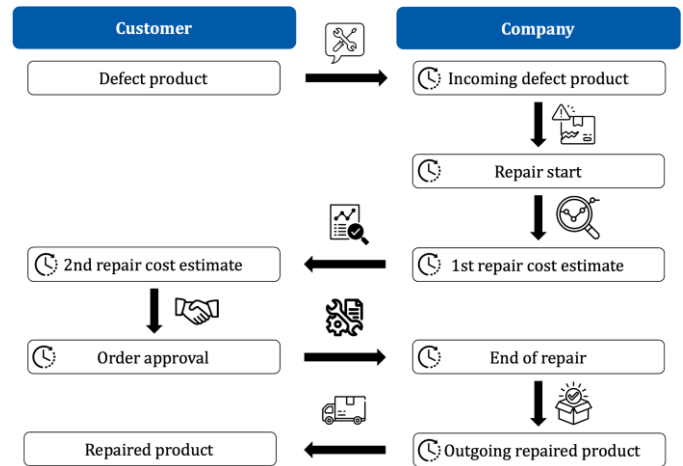 Customer
Company
Defect product
Incoming defect product
Repair start
2nd repair cost estimate
1st repair cost estimate
Order approval
End of repair
Repaired product
Outgoing repaired product